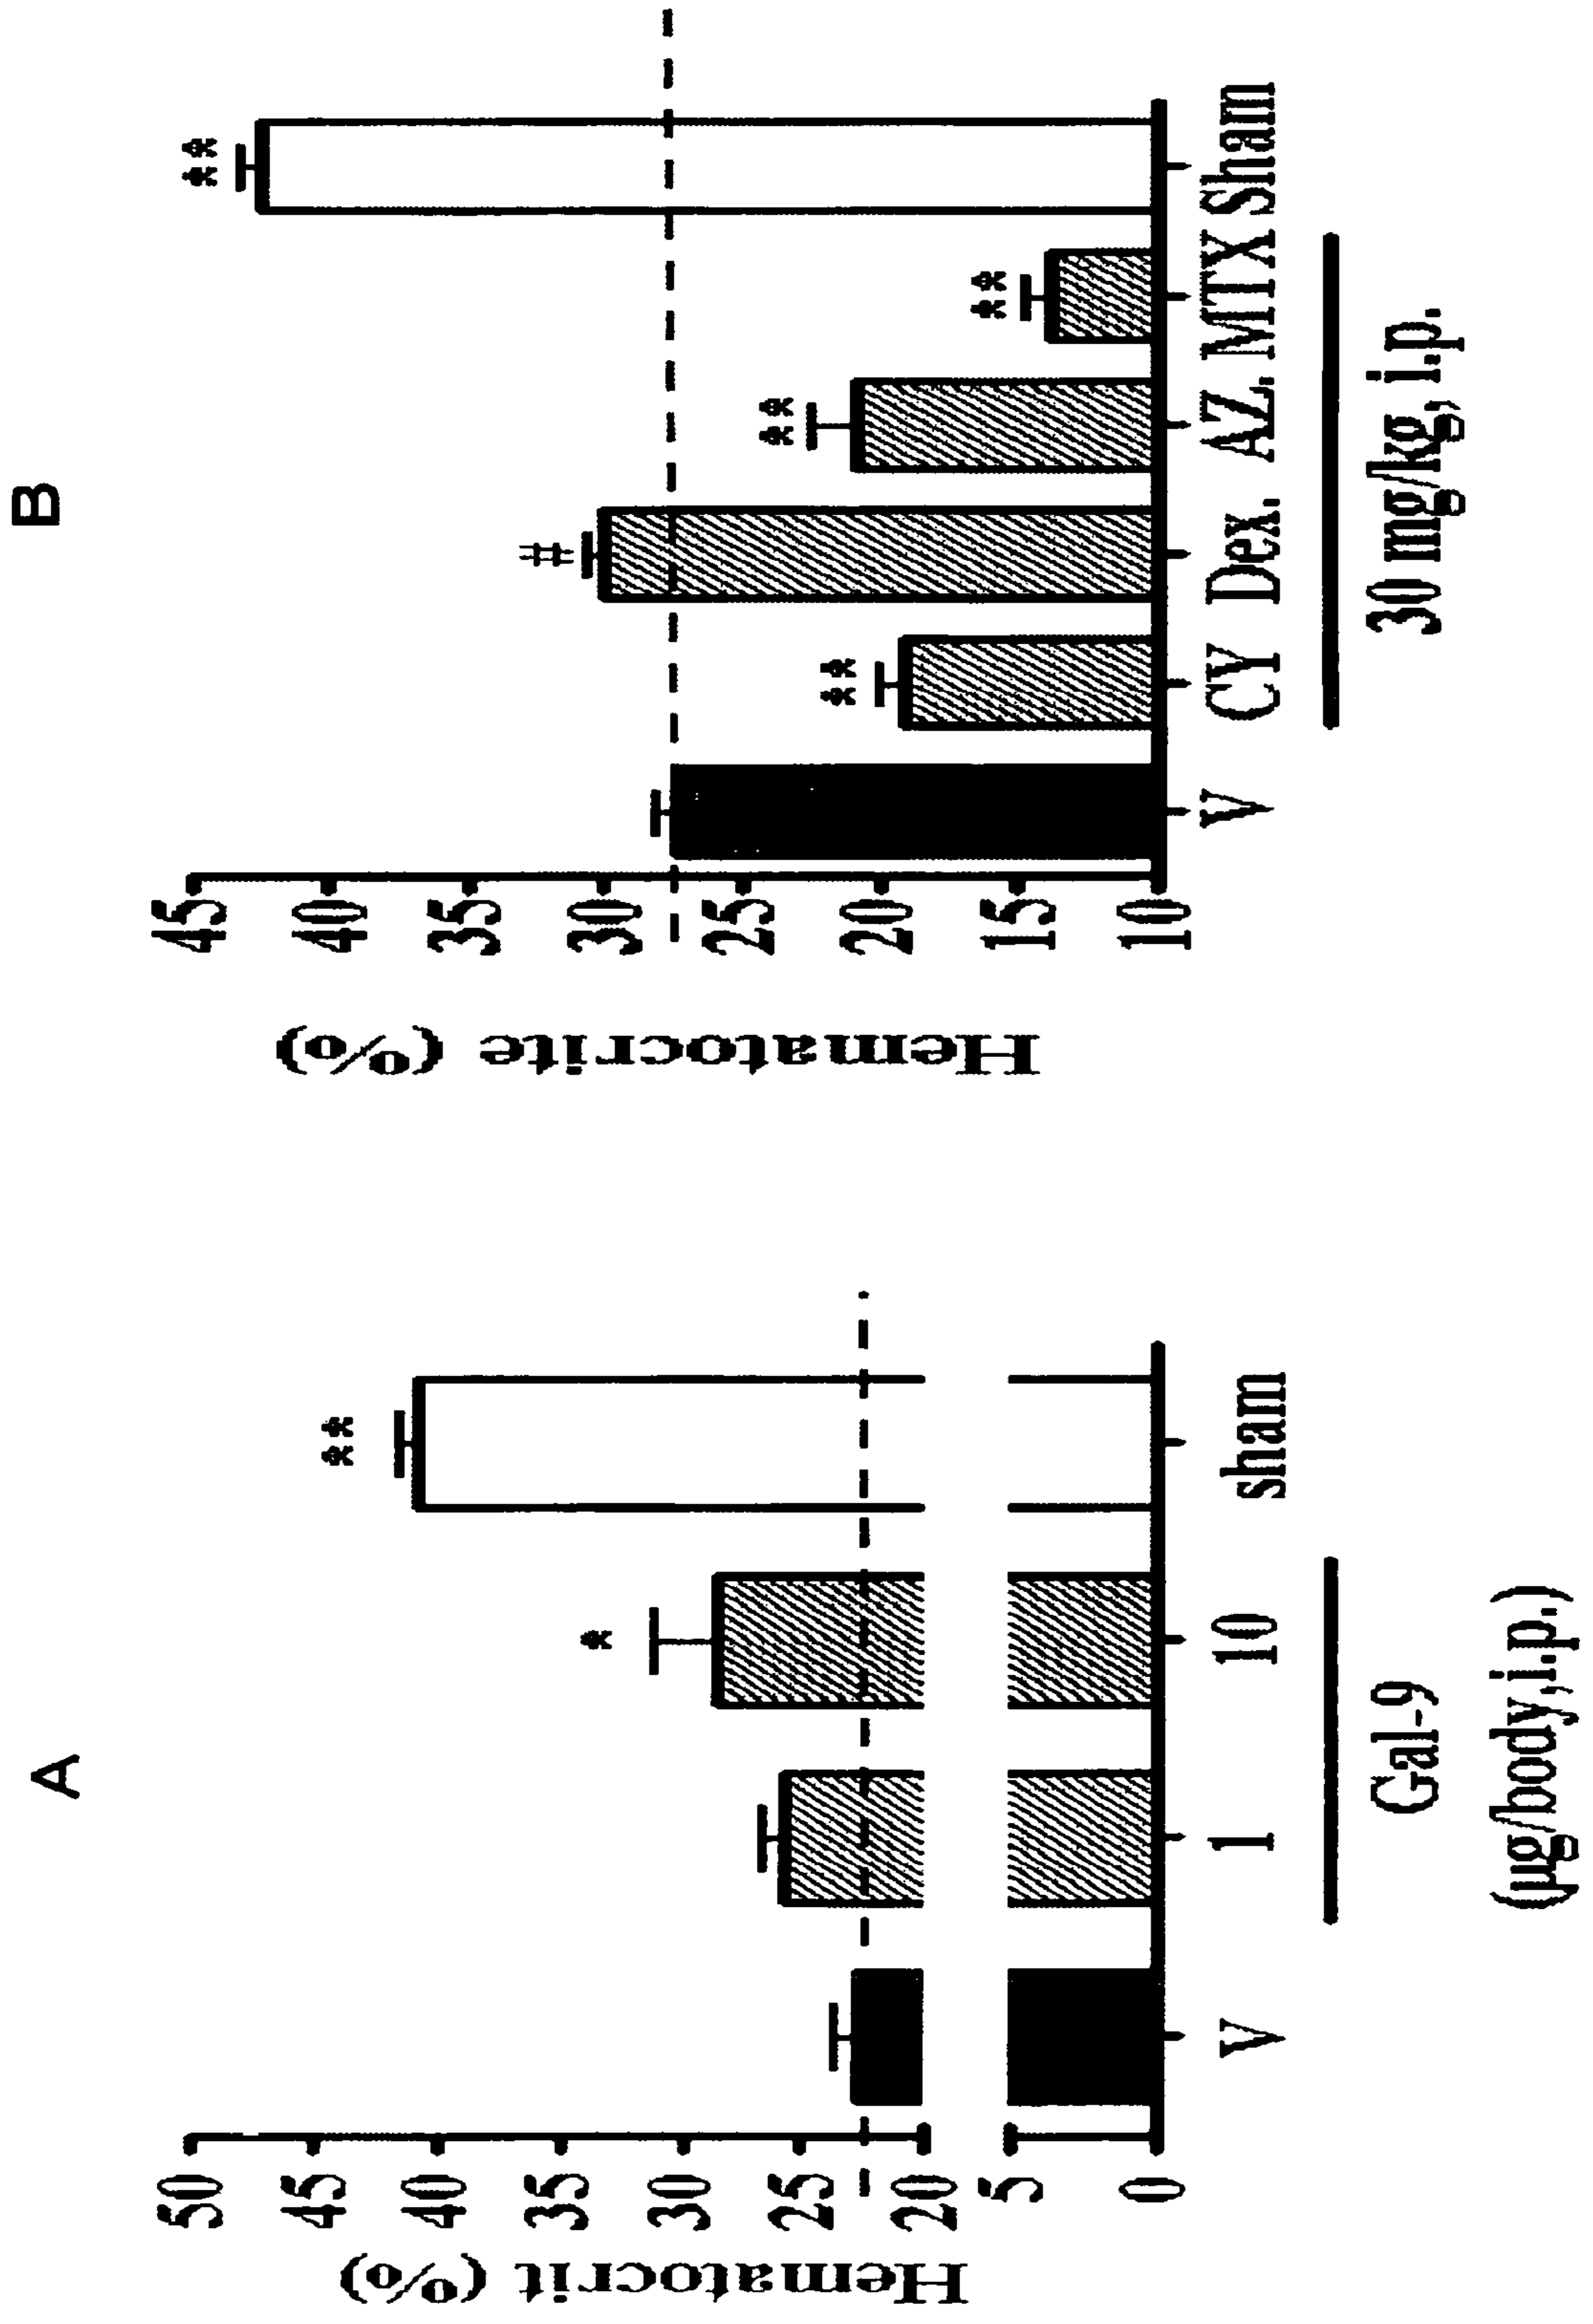 A
Hematocrit (%)
50
45
40
35
30
25
20
5
0
**
*
V
1
10
sham
Gal-9
(µg/body,i.p.)
B
Hematocrite (%)
45
40
35
30
25
20
15
10
**
#
**
**
**
V
CY
Dex.
AZ.
MTX
Sham
30 mg/kg, i.p.